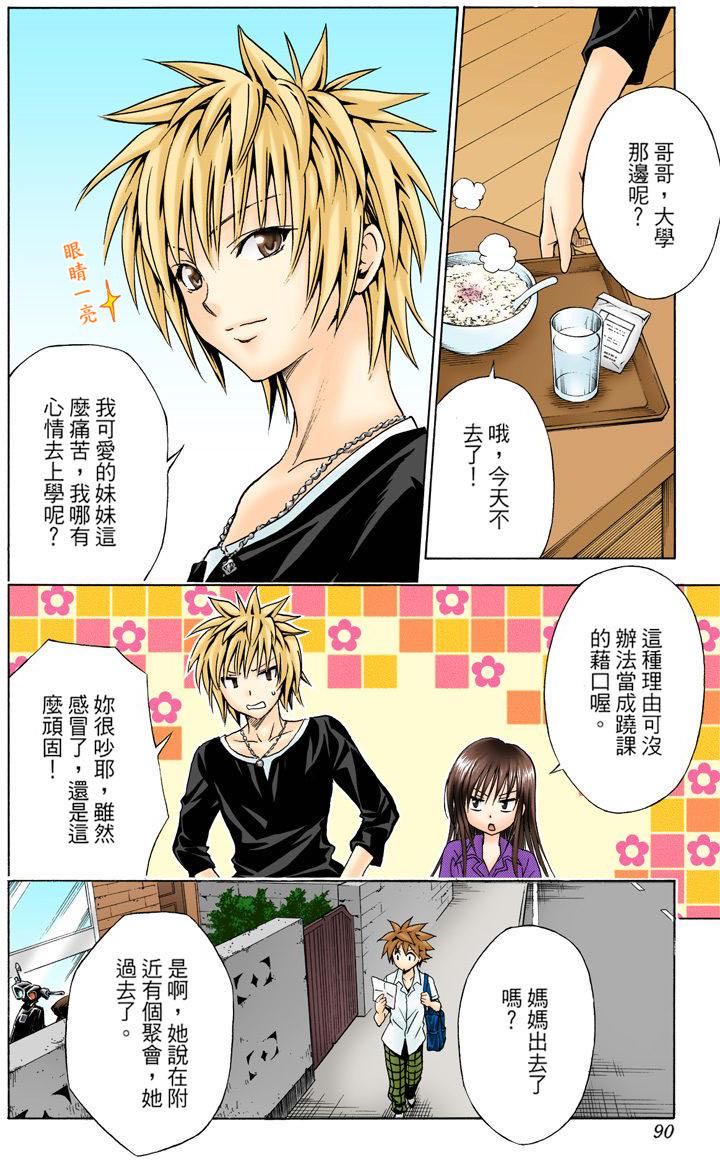 哥哥，大學
那邊呢？
哦，今天不
去了！
眼睛一亮
我可愛的妹妹這
麼痛苦，我哪有
心情去上學呢？
這種理由可沒
辦法當成蹺課
的藉口喔。
妳很吵耶，雖然
感冒了，還是這
麼頑固！
媽媽出去了
嗎？
是啊，她說在附
近有個聚會，她
過去了。
90